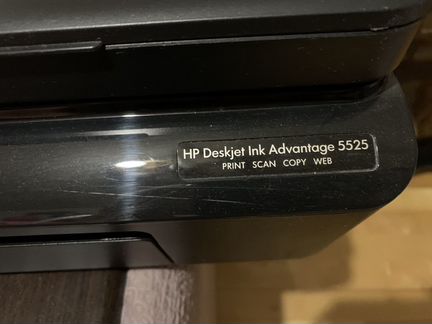 HP Deskjet Ink Advantage 5525
PRINT SCAN COPY WEB